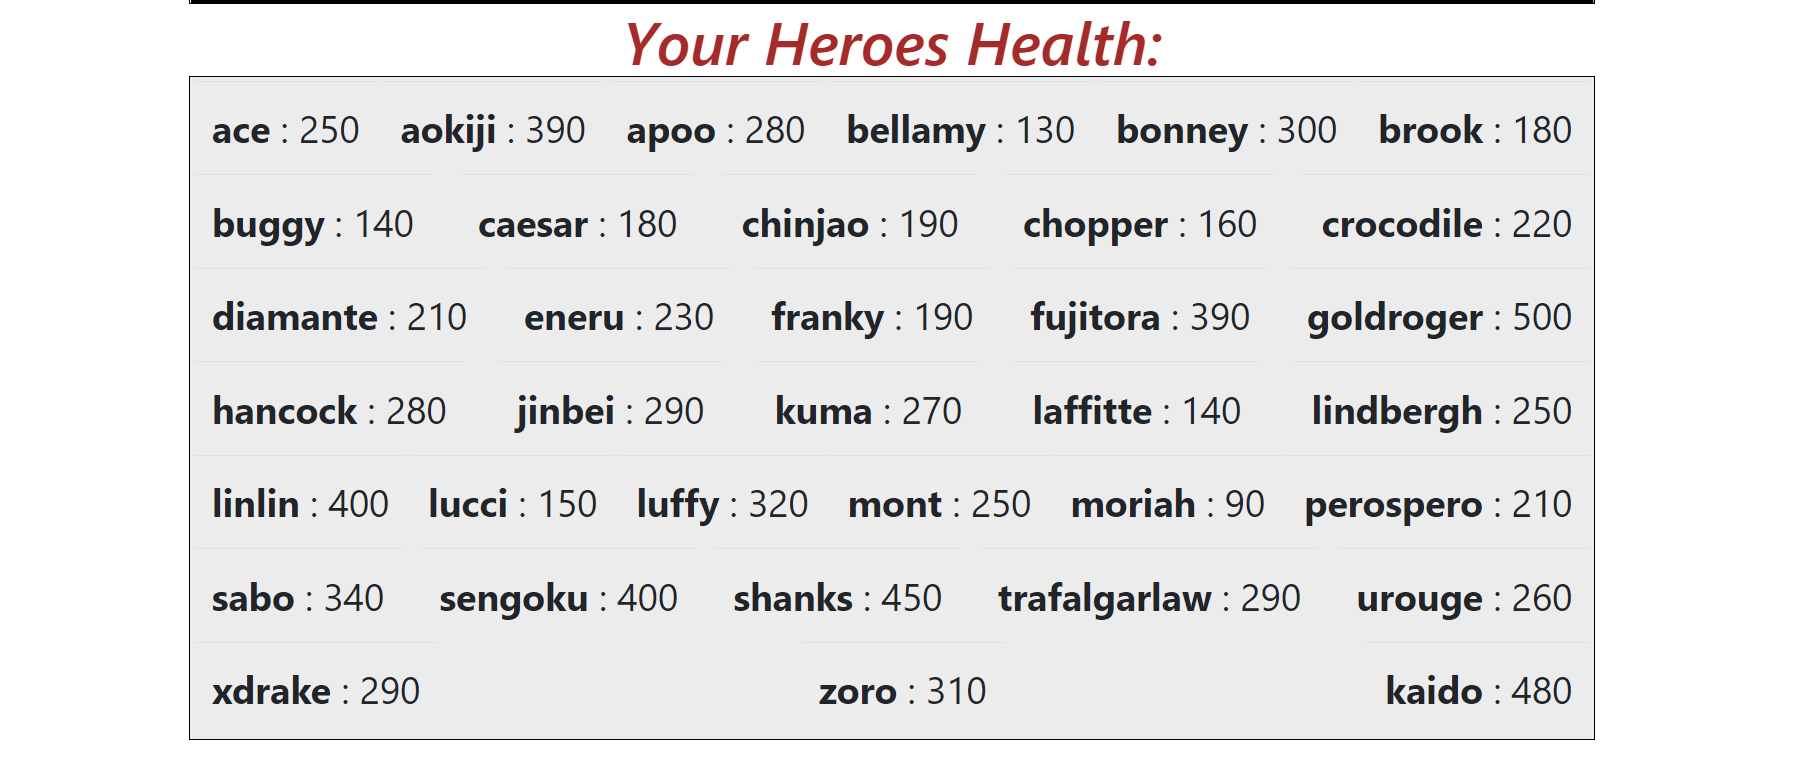 Your Heroes Health:
ace : 250 aokiji : 390 apoo : 280 bellamy : 130 bonney : 300 brook : 180
buggy : 140 caesar : 180 chinjao : 190 chopper : 160 crocodile : 220
diamante : 210 eneru : 230 franky : 190 fujitora : 390 goldroger : 500
hancock : 280 jinbei : 290 kuma : 270 laffitte : 140 lindbergh : 250
linlin : 400 lucci : 150 luffy : 320 mont : 250 moriah : 90 perospero : 210
sabo : 340 sengoku : 400 shanks : 450 trafalgarlaw : 290 urouge : 260
xdrake : 290 zoro : 310 kaido : 480